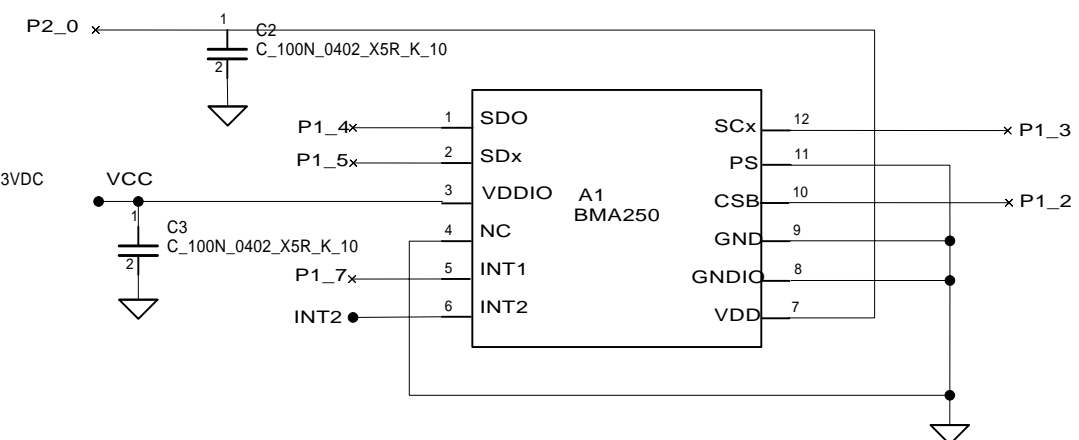 P2_0
1
C2
C_100N_0402_X5R_K_10
2
P1_4
1
SDO
SCx
12
P1_3
P1_5
2
SDx
PS
11
3VDC
VCC
3
VDDIO
A1
BMA250
CSB
10
P1_2
1
C3
C_100N_0402_X5R_K_10
2
4
NC
GND
9
P1_7
5
INT1
GNDIO
8
INT2
6
INT2
VDD
7